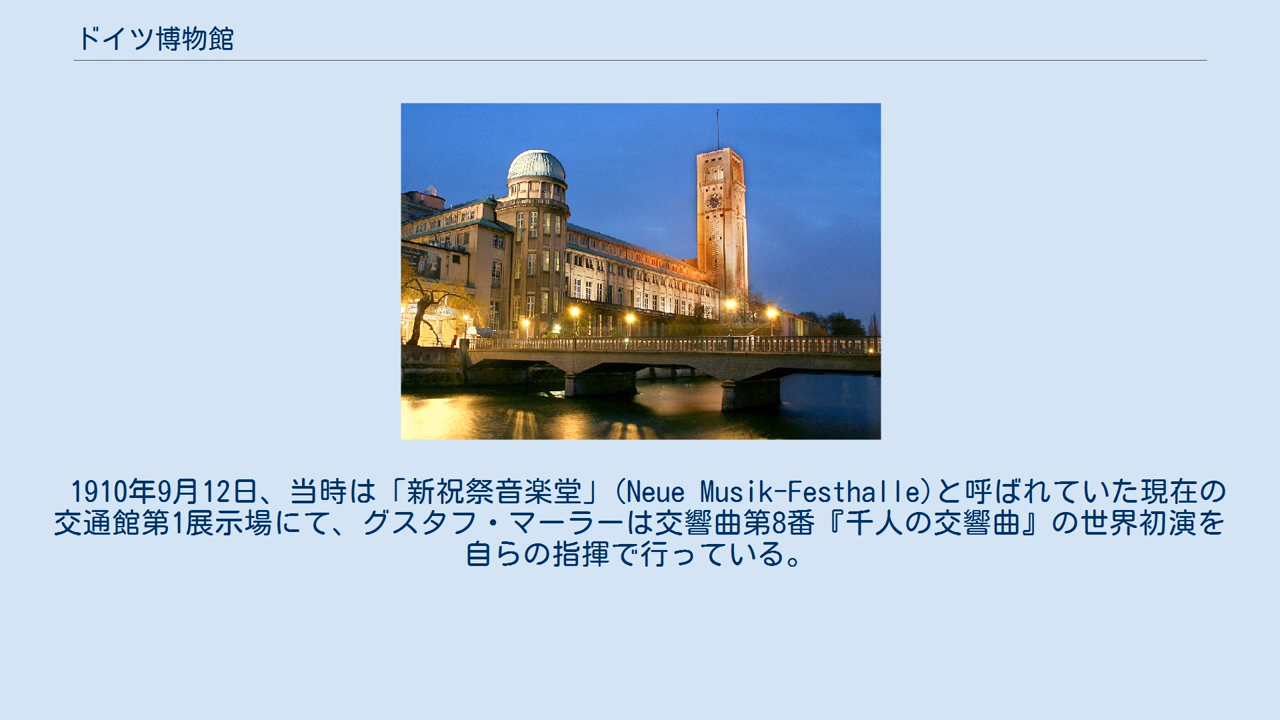 ドイツ博物館
1910年9月12日、当時は「新祝祭音楽堂」(Neue Musik-Festhalle)と呼ばれていた現在の
交通館第1展示場にて、グスタフ・マーラーは交響曲第8番『千人の交響曲』の世界初演を
自らの指揮で行っている。